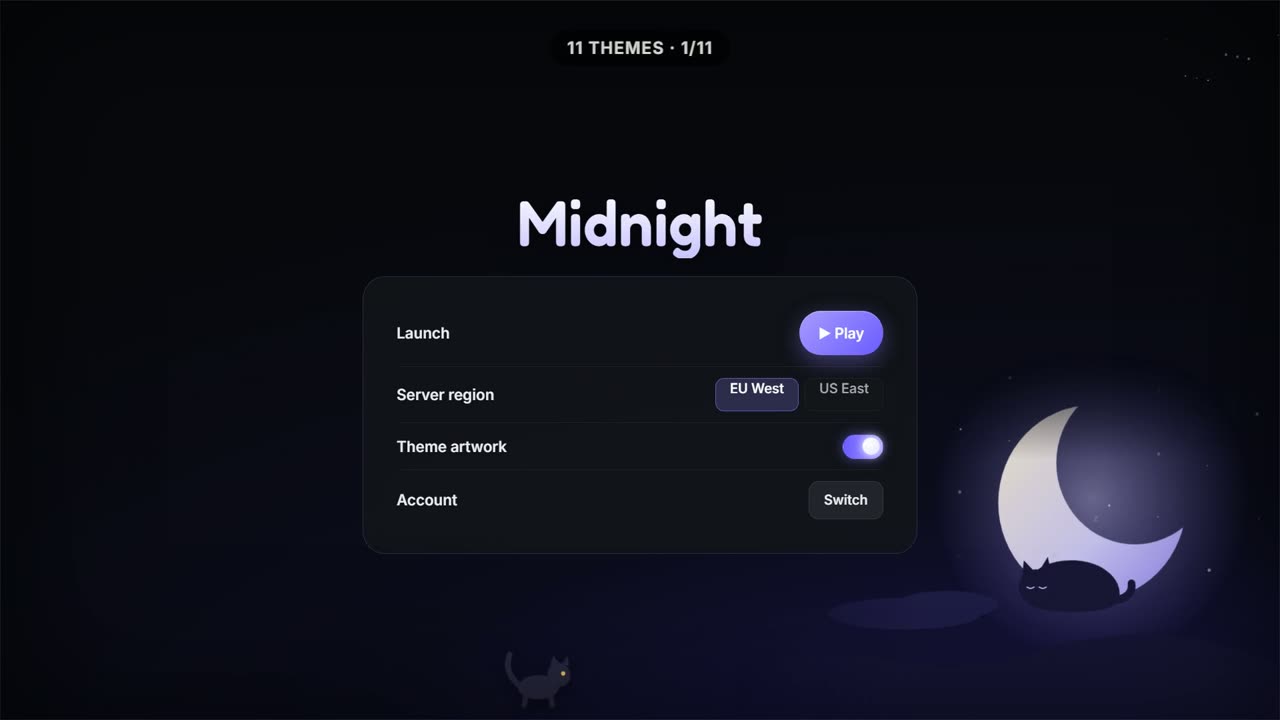 11 THEMES · 1/11
Midnight
Launch
▶ Play
Server region
EU West
US East
Theme artwork
Account
Switch